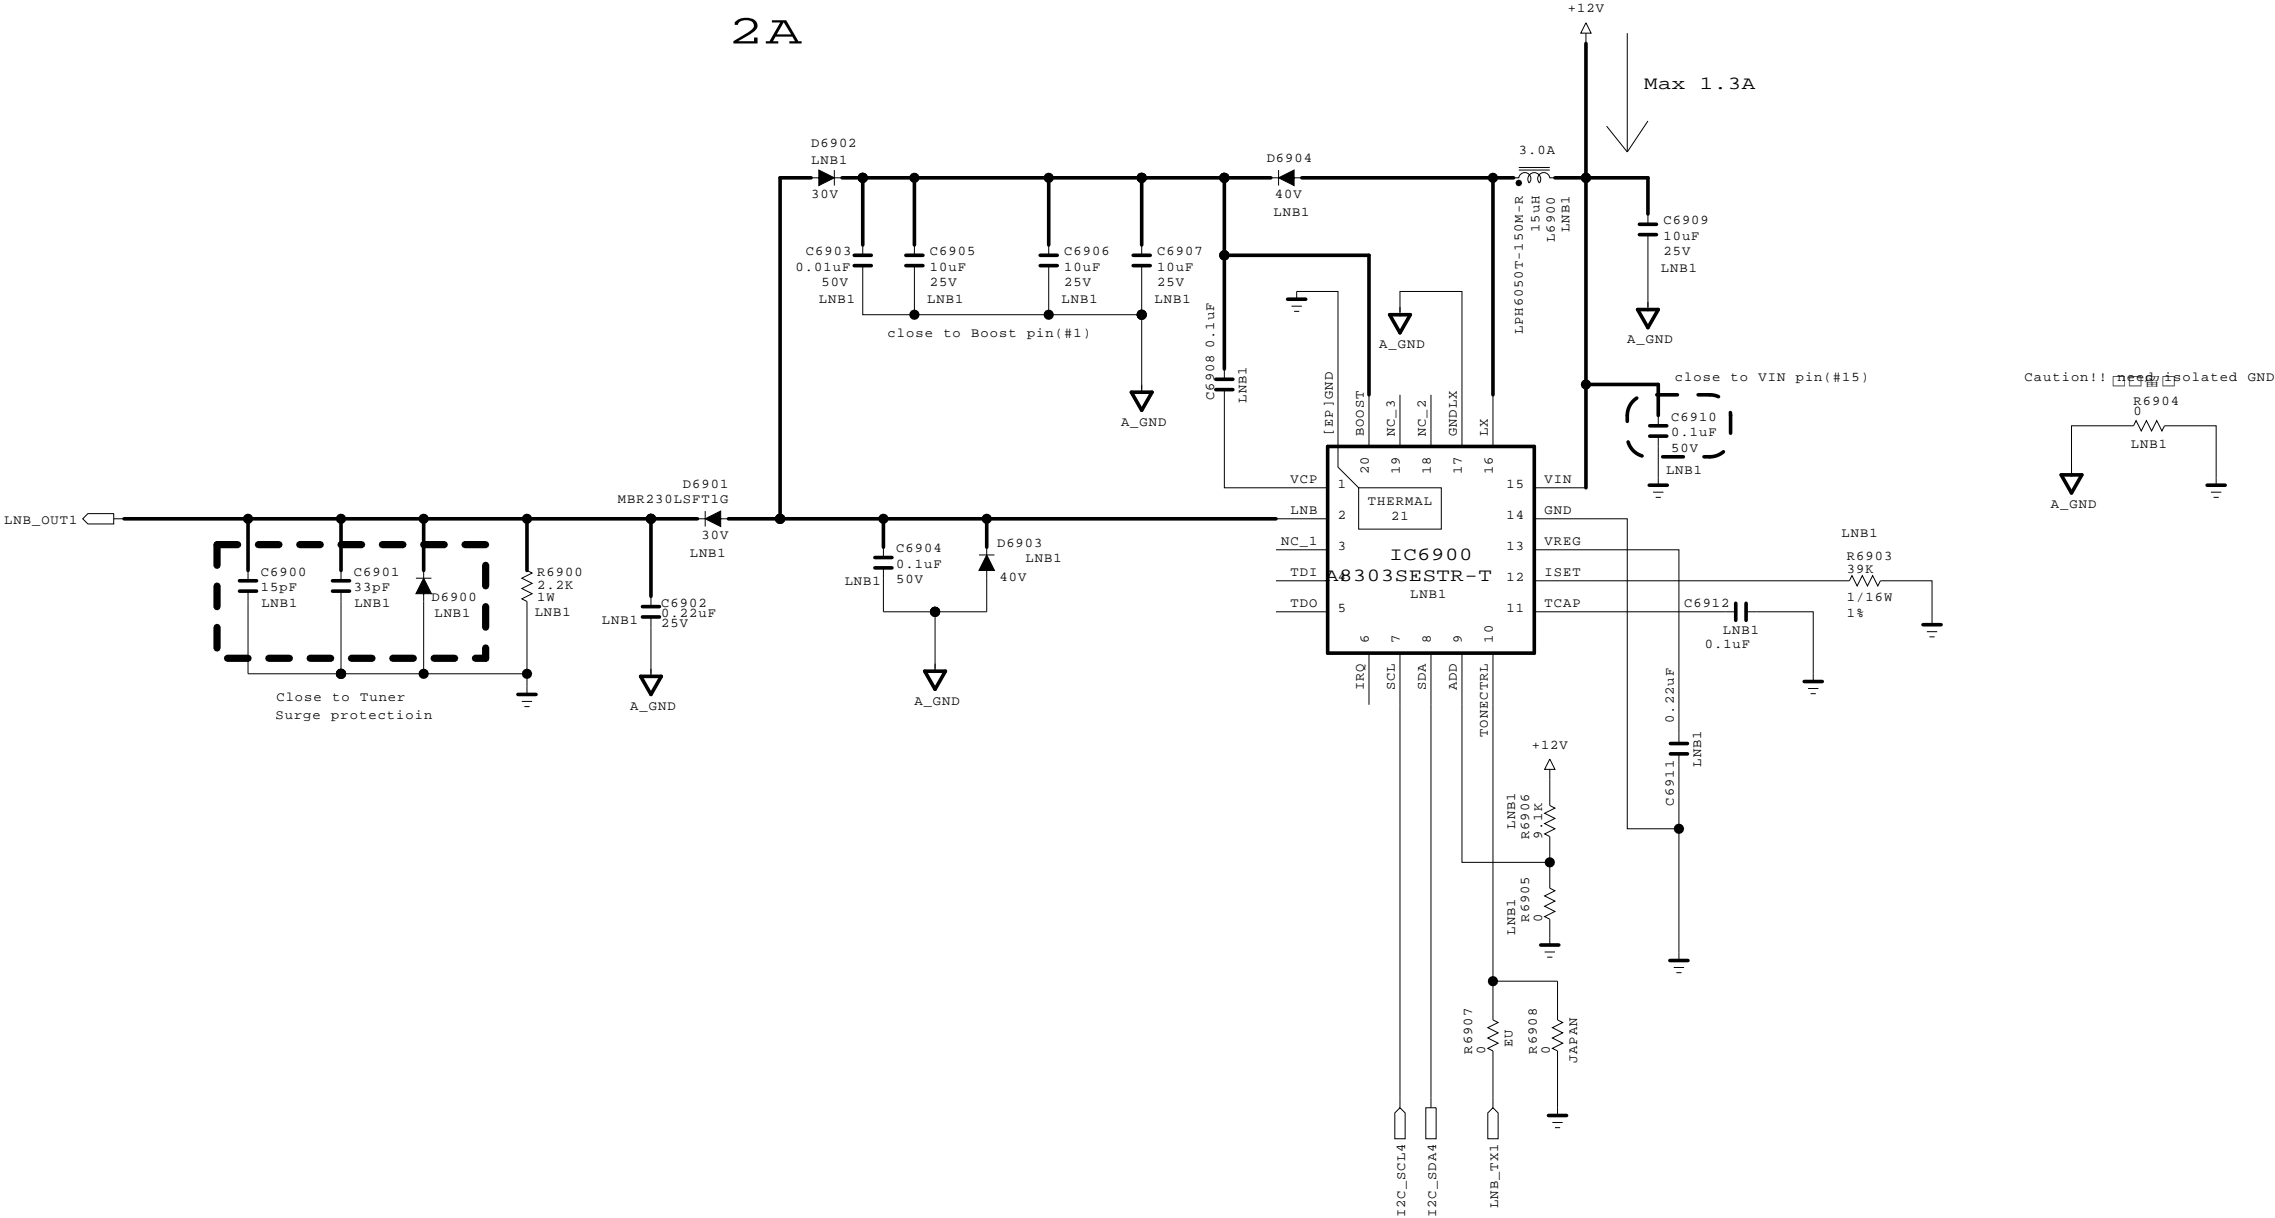 2A
+12V
Max 1.3A
D6902
LNB1
30V
D6904
40V
LNB1
3.0A
LPH6050T-150M-R
15uH
L6900
LNB1
C6909
10uF
25V
LNB1
A_GND
C6903
0.01uF
50V
LNB1
C6905
10uF
25V
LNB1
C6906
10uF
25V
LNB1
C6907
10uF
25V
LNB1
close to Boost pin(#1)
A_GND
C6908 0.1uF
LNB1
A_GND
close to VIN pin(#15)
C6910
0.1uF
50V
LNB1
Caution!! need isolated GND
R6904
0
LNB1
A_GND
[EP]GND
BOOST
NC_3
NC_2
GNDLX
LX
20
19
18
17
16
VCP
1
LNB
2
NC_1
3
TDI
4
TDO
5
THERMAL
21
IC6900
A8303SESTR-T
LNB1
15
VIN
14
GND
13
VREG
12
ISET
11
TCAP
6
7
8
9
10
IRQ
SCL
SDA
ADD
TONECTRL
LNB_OUT1
D6901
MBR230LSFT1G
30V
LNB1
C6900
15pF
LNB1
C6901
33pF
LNB1
D6900
LNB1
R6900
2.2K
1W
LNB1
Close to Tuner
Surge protectioin
C6902
0.22uF
25V
LNB1
A_GND
C6904
0.1uF
50V
LNB1
D6903
LNB1
40V
A_GND
LNB1
R6903
39K
1/16W
1%
C6912
LNB1
0.1uF
C6911
0.22uF
LNB1
+12V
LNB1
R6906
9.1K
LNB1
R6905
0
R6907
0
EU
R6908
0
JAPAN
I2C_SCL4
I2C_SDA4
LNB_TX1